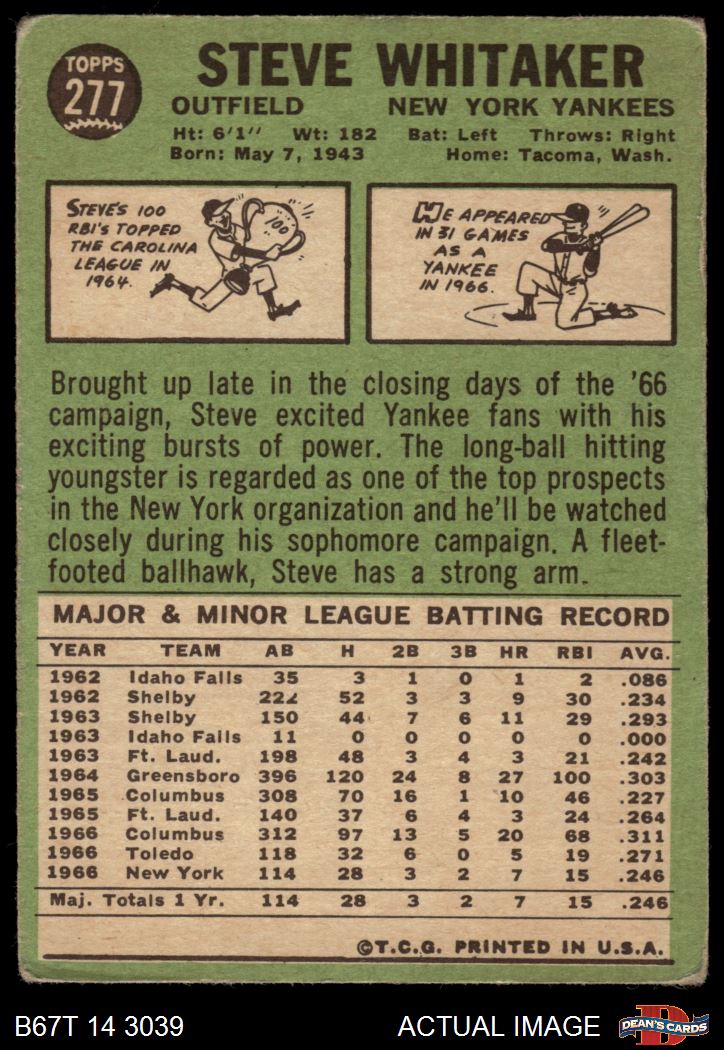 TOPPS
277
STEVE WHITAKER
OUTFIELD NEW YORK YANKEES
Ht: 6'1" Wt: 182 Bat: Left Throws: Right
Born: May 7, 1943 Home: Tacoma, Wash.
STEVE'S 100
RBI'S TOPPED
THE CAROLINA
LEAGUE IN
1964.
100
HE APPEARED
IN 31 GAMES
AS A
YANKEE
IN 1966.
Brought up late in the closing days of the '66
campaign, Steve excited Yankee fans with his
exciting bursts of power. The long-ball hitting
youngster is regarded as one of the top prospects
in the New York organization and he'll be watched
closely during his sophomore campaign. A fleet-
footed ballhawk, Steve has a strong arm.
MAJOR & MINOR LEAGUE BATTING RECORD
YEAR TEAM AB H 2B 3B HR RBI AVG.
1962 Idaho Falls 35 3 1 0 1 2 .086
1962 Shelby 222 52 3 3 9 30 .234
1963 Shelby 150 44 7 6 11 29 .293
1963 Idaho Falls 11 0 0 0 0 0 .000
1963 Ft. Laud. 198 48 3 4 3 21 .242
1964 Greensboro 396 120 24 8 27 100 .303
1965 Columbus 308 70 16 1 10 46 .227
1965 Ft. Laud. 140 37 6 4 3 24 .264
1966 Columbus 312 97 13 5 20 68 .311
1966 Toledo 118 32 6 0 5 19 .271
1966 New York 114 28 3 2 7 15 .246
Maj. Totals 1 Yr. 114 28 3 2 7 15 .246
©T.C.G. PRINTED IN U.S.A.
B67T 14 3039 ACTUAL IMAGE D DEAN'S CARDS